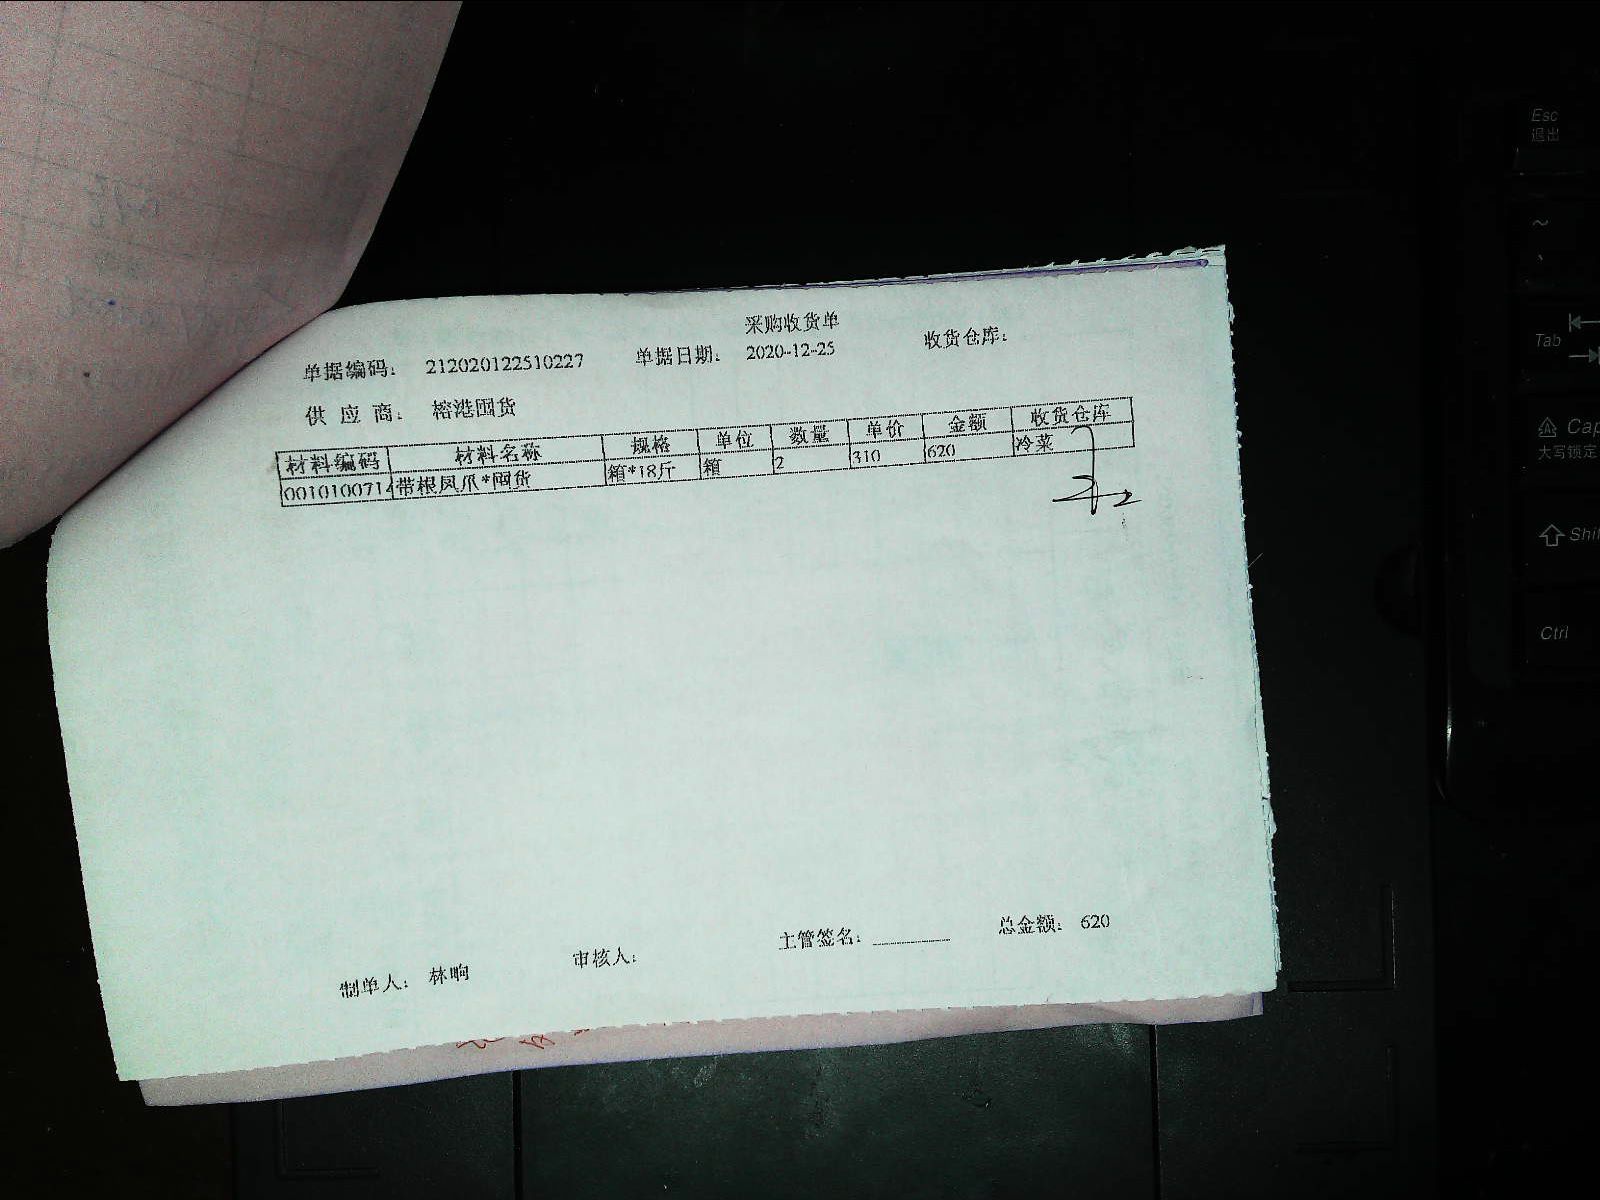 采购收货单
单据编码： 212020122510227 单据日期： 2020-12-25 收货仓库：
供 应 商： 榕港囤货
材料编码 材料名称 规格 单位 数量 单价 金额 收货仓库
0010100714 带根凤爪*囤货 箱*18斤 箱 2 310 620 冷菜
制单人： 林晌 审核人： 主管签名： 总金额： 620
Esc
退出
~
Tab
Cap
大写锁定
Shi
Ctrl